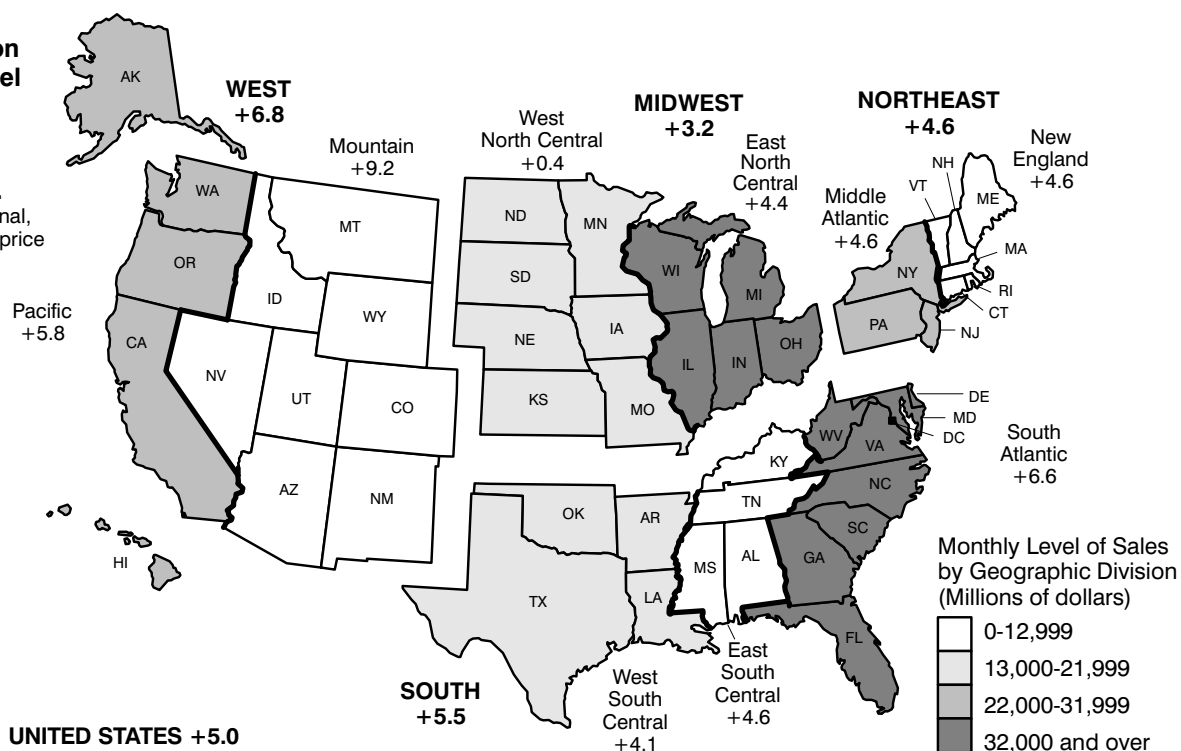 on
el
nal,
price
AK
WEST
+6.8
Mountain
+9.2
West
North Central
+0.4
MIDWEST
+3.2
East
North
Central
+4.4
NORTHEAST
+4.6
New
England
+4.6
Middle
Atlantic
+4.6
Pacific
+5.8
South
Atlantic
+6.6
WA
OR
CA
HI
MT
ID
WY
NV
UT
CO
AZ
NM
ND
MN
SD
NE
IA
KS
MO
WI
MI
IL
IN
OH
NH
VT
ME
MA
RI
CT
NY
PA
NJ
DE
MD
DC
WV
VA
NC
SC
GA
FL
KY
TN
MS
AL
OK
AR
TX
LA
SOUTH
+5.5
West
South
Central
+4.1
East
South
Central
+4.6
UNITED STATES +5.0
Monthly Level of Sales
by Geographic Division
(Millions of dollars)
0-12,999
13,000-21,999
22,000-31,999
32,000 and over